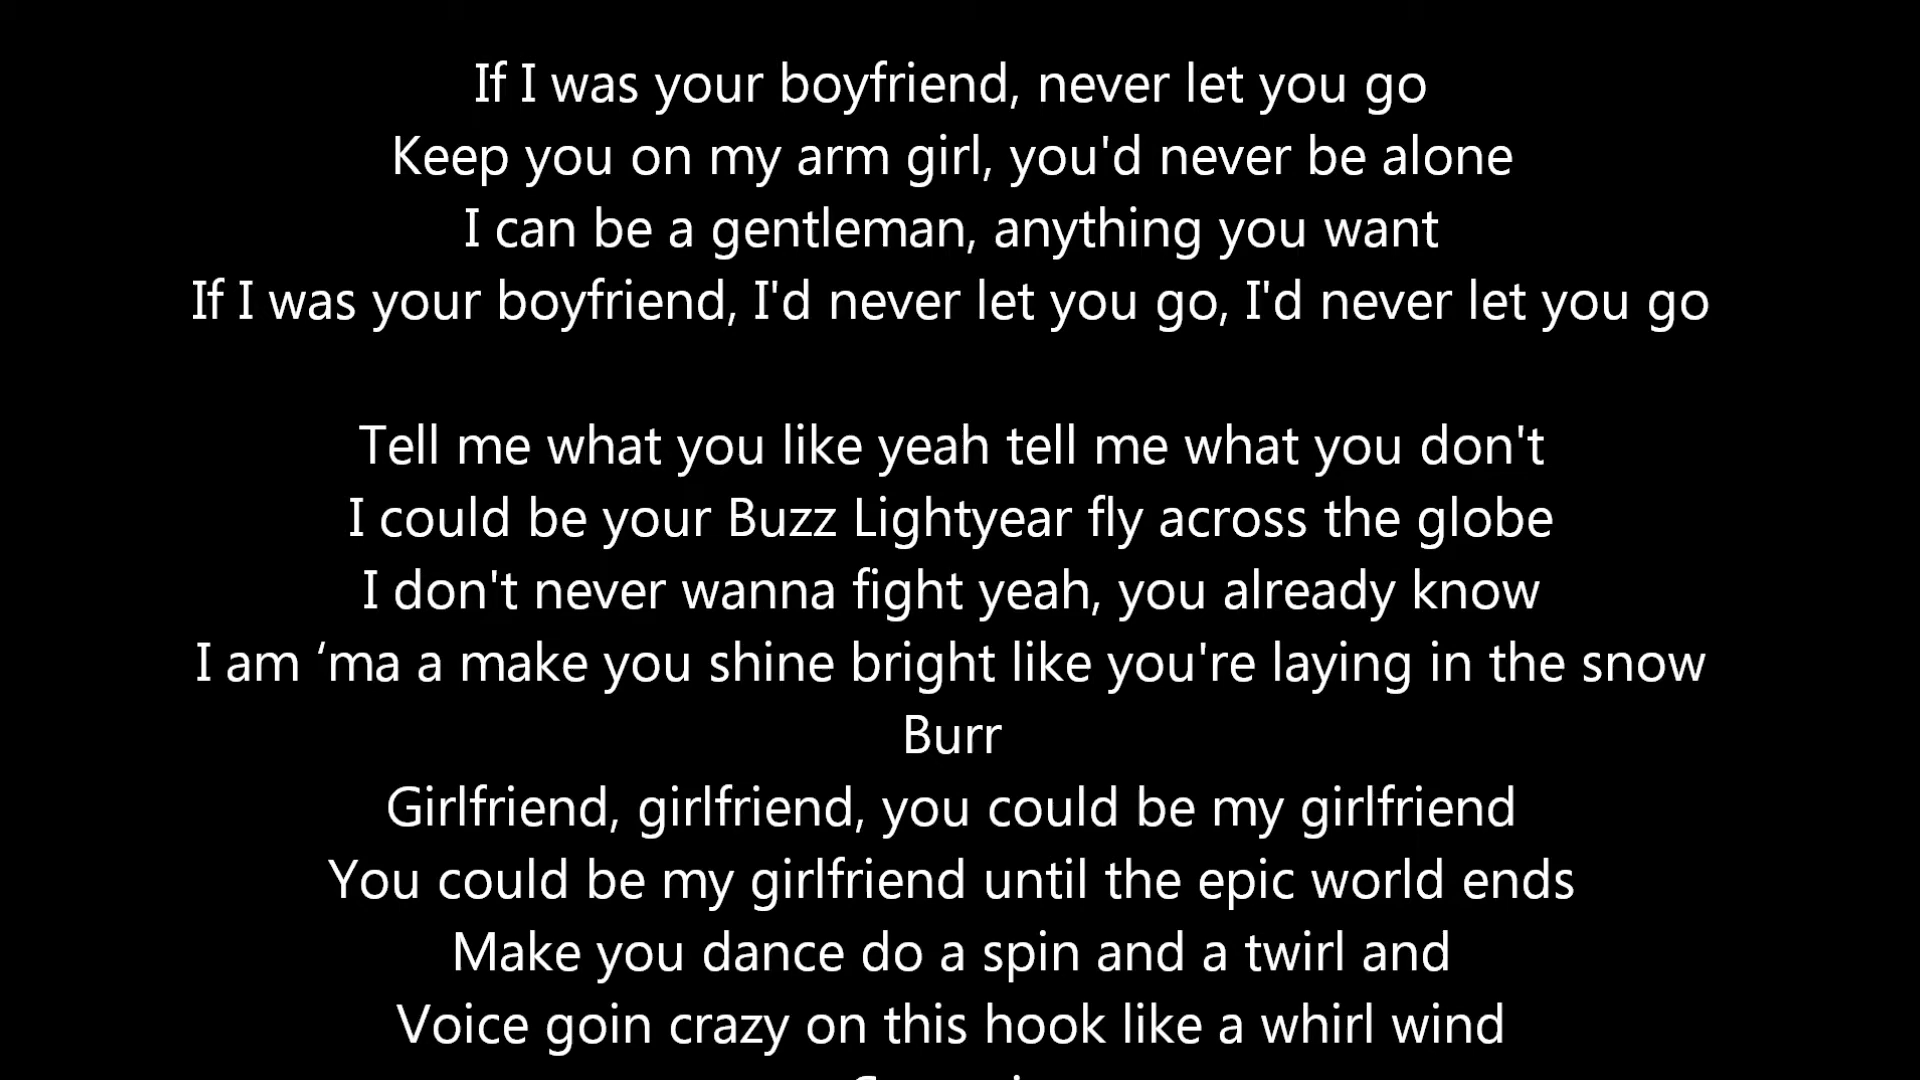 If I was your boyfriend, never let you go
Keep you on my arm girl, you'd never be alone
I can be a gentleman, anything you want
If I was your boyfriend, I'd never let you go, I'd never let you go
Tell me what you like yeah tell me what you don't
I could be your Buzz Lightyear fly across the globe
I don't never wanna fight yeah, you already know
I am ‘ma a make you shine bright like you're laying in the snow
Burr
Girlfriend, girlfriend, you could be my girlfriend
You could be my girlfriend until the epic world ends
Make you dance do a spin and a twirl and
Voice goin crazy on this hook like a whirl wind